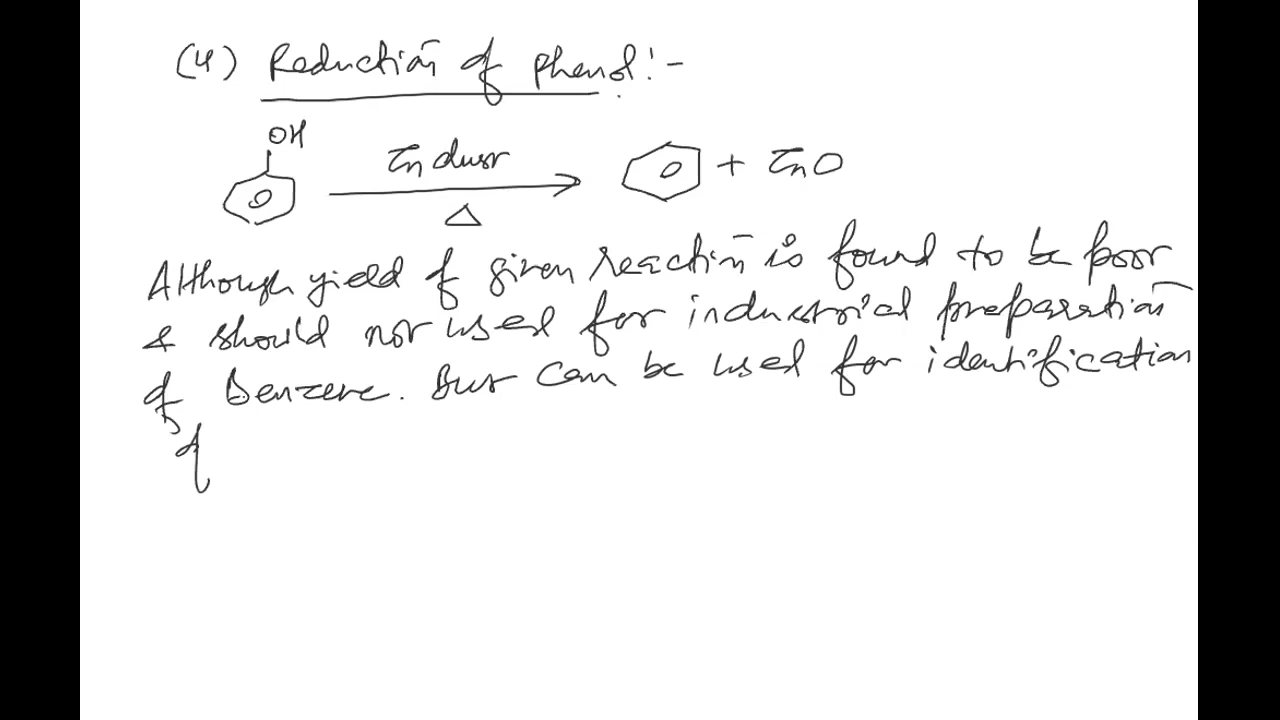 (4) Reduction of phenol :-
OH
Zn dust
Δ
+ ZnO
Although yield of given reaction is found to be poor
& should not used for industrial preparation
of Benzene. But can be used for identification
of